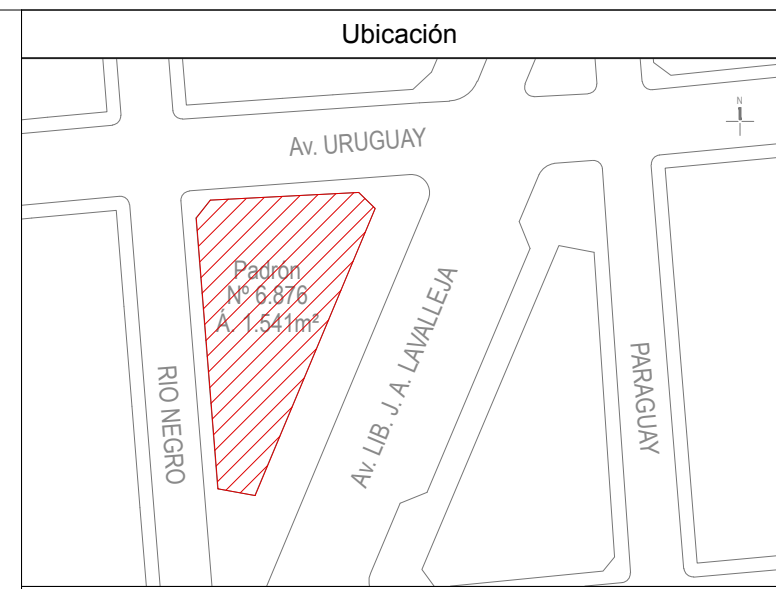 Ubicación
N
Av. URUGUAY
Padrón
Nº 6.876
Á. 1.541m²
RIO NEGRO
Av. LIB. J. A. LAVALLEJA
PARAGUAY